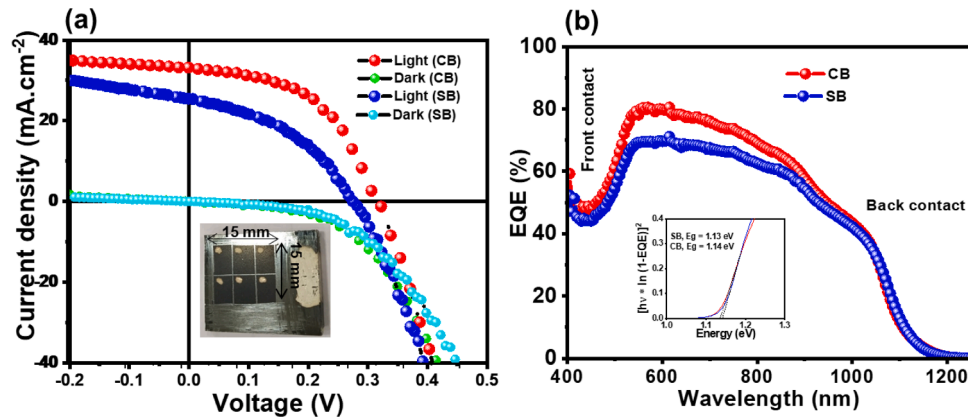 (a)
Current density (mA.cm-2)
40
20
0
-20
-40
-0.2
-0.1
0.0
0.1
0.2
0.3
0.4
0.5
Voltage (V)
Light (CB)
Dark (CB)
Light (SB)
Dark (SB)
15 mm
15 mm
(b)
EQE (%)
100
80
60
40
20
0
400
600
800
1000
1200
Wavelength (nm)
CB
SB
Front contact
Back contact
[hν * ln (1-EQE)]²
0.4
0.3
0.2
0.1
0.0
1.0
1.1
1.2
1.3
Energy (eV)
SB, Eg = 1.13 eV
CB, Eg = 1.14 eV